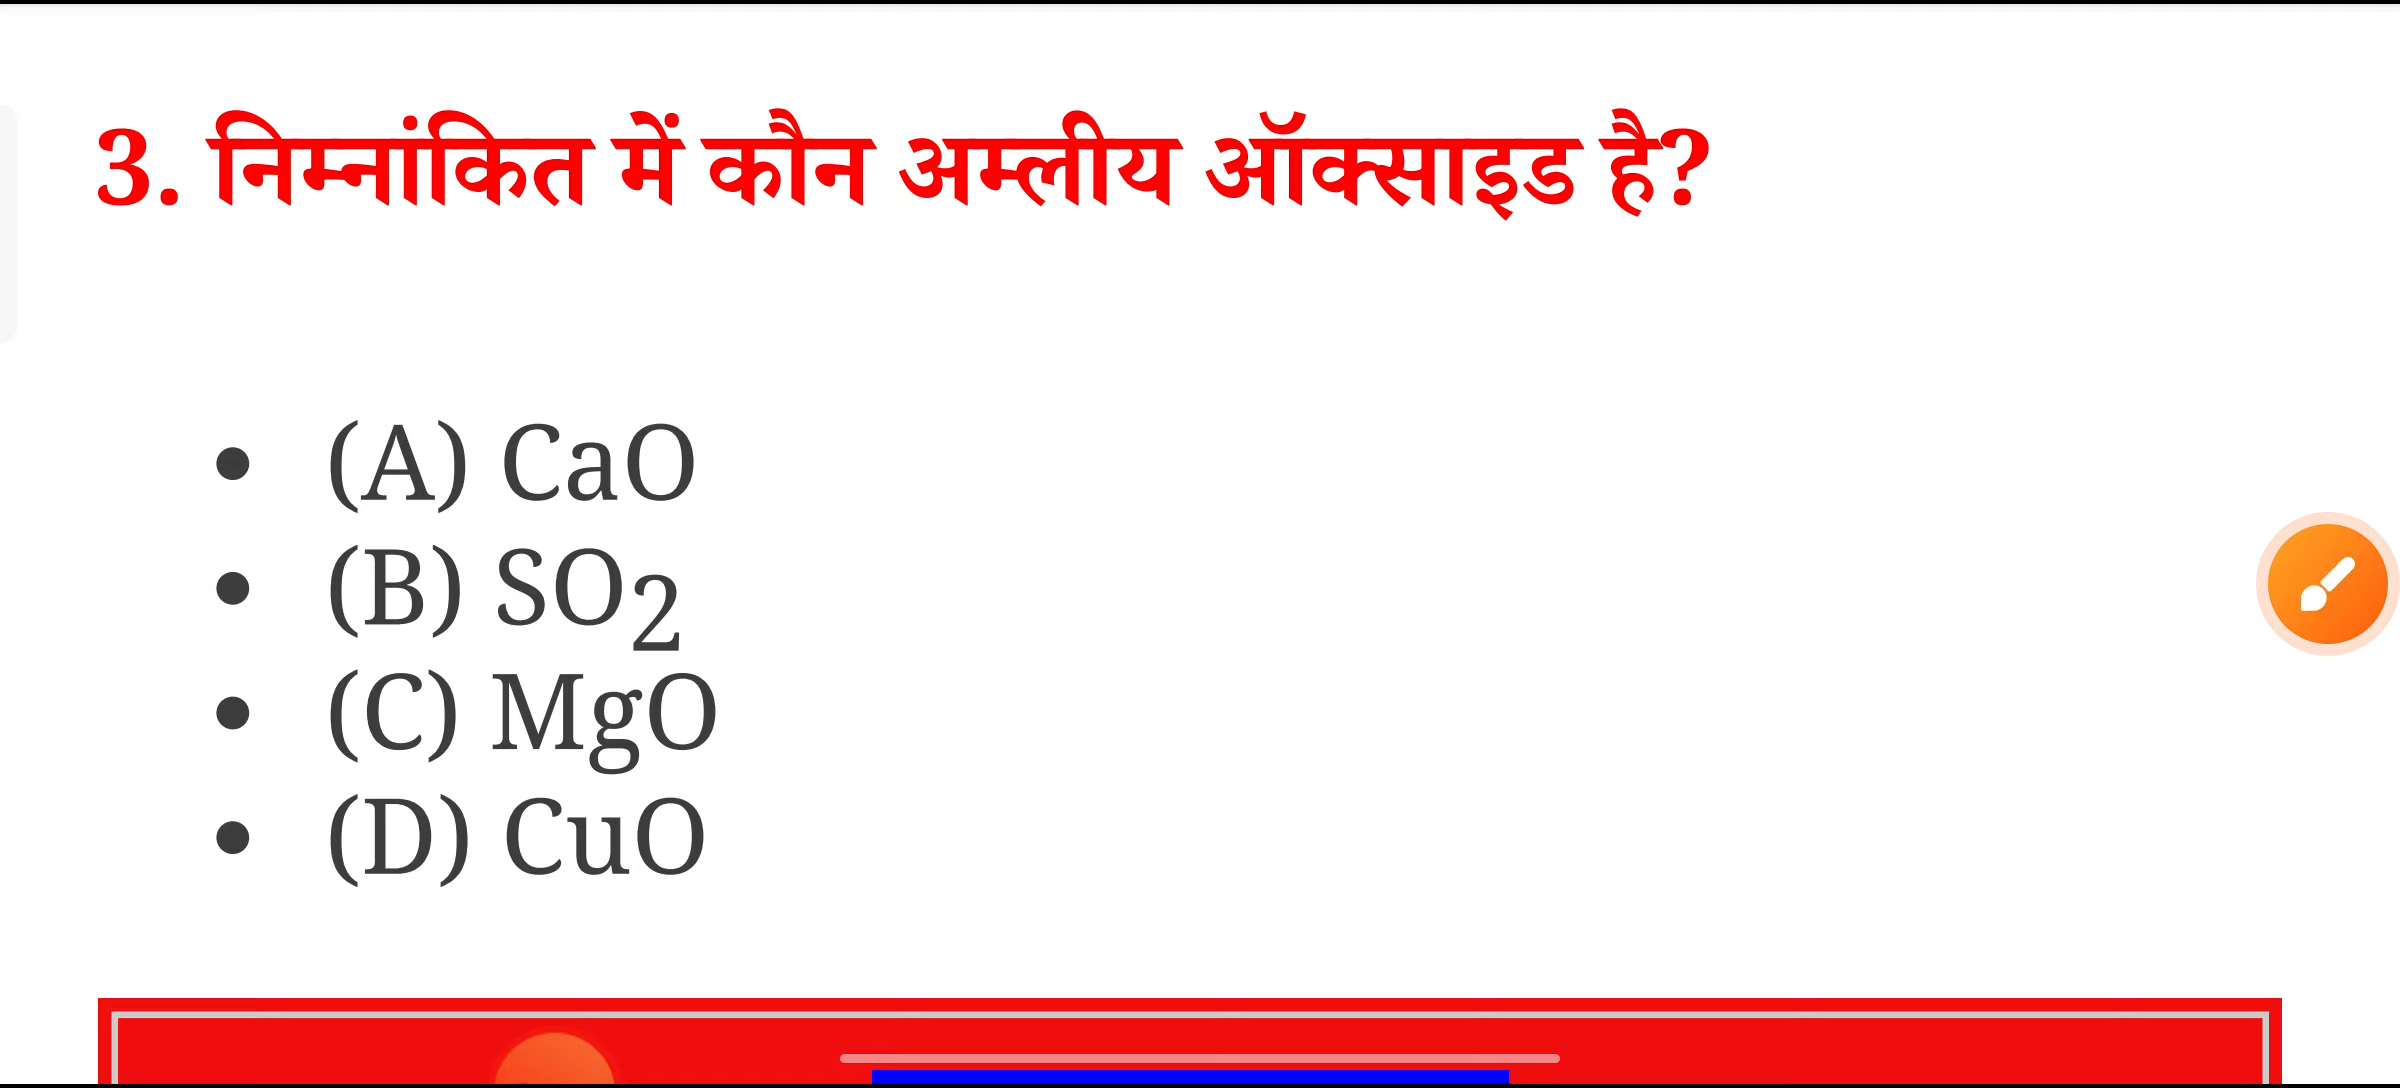 3. निम्नांकित में कौन अम्लीय ऑक्साइड है?
(A) CaO
(B) SO₂
(C) MgO
(D) CuO